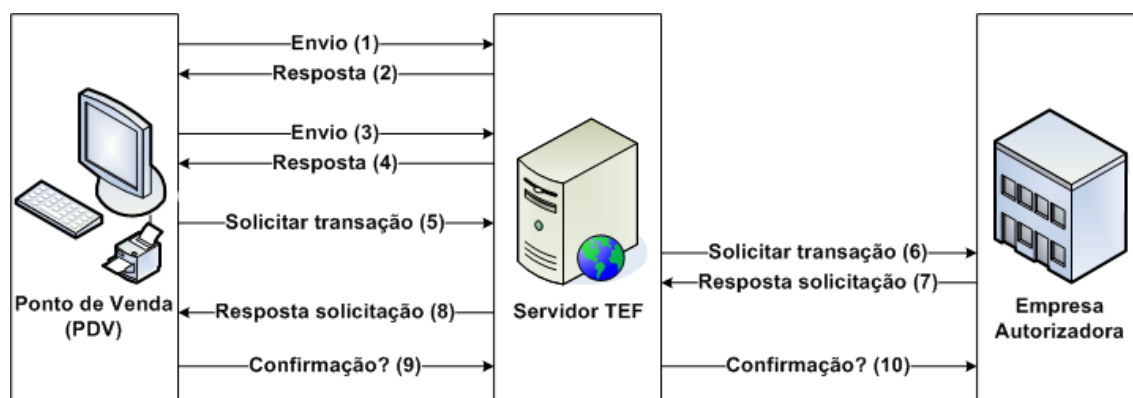 Envio (1)
Resposta (2)
Envio (3)
Resposta (4)
Solicitar transação (5)
Solicitar transação (6)
Resposta solicitação (7)
Ponto de Venda
(PDV)
Resposta solicitação (8)
Servidor TEF
Empresa
Autorizadora
Confirmação? (9)
Confirmação? (10)